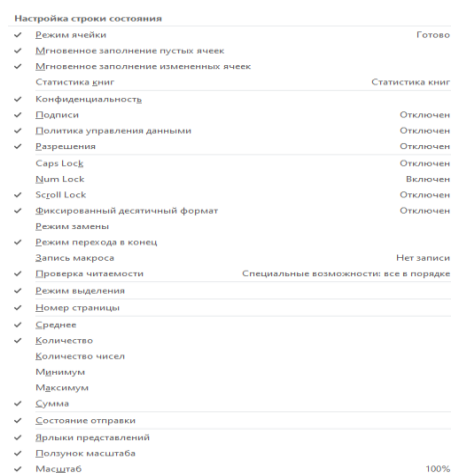 Настройка строки состояния
Режим ячейки Готово
Мгновенное заполнение пустых ячеек
Мгновенное заполнение измененных ячеек
Статистика книг Статистика книг
Конфиденциальность
Подписи Отключен
Политика управления данными Отключен
Разрешения Отключен
Caps Lock Отключен
Num Lock Включен
Scroll Lock Отключен
Фиксированный десятичный формат Отключен
Режим замены
Режим перехода в конец
Запись макроса Нет записи
Проверка читаемости Специальные возможности: все в порядке
Режим выделения
Номер страницы
Среднее
Количество
Количество чисел
Минимум
Максимум
Сумма
Состояние отправки
Ярлыки представлений
Ползунок масштаба
Масштаб 100%